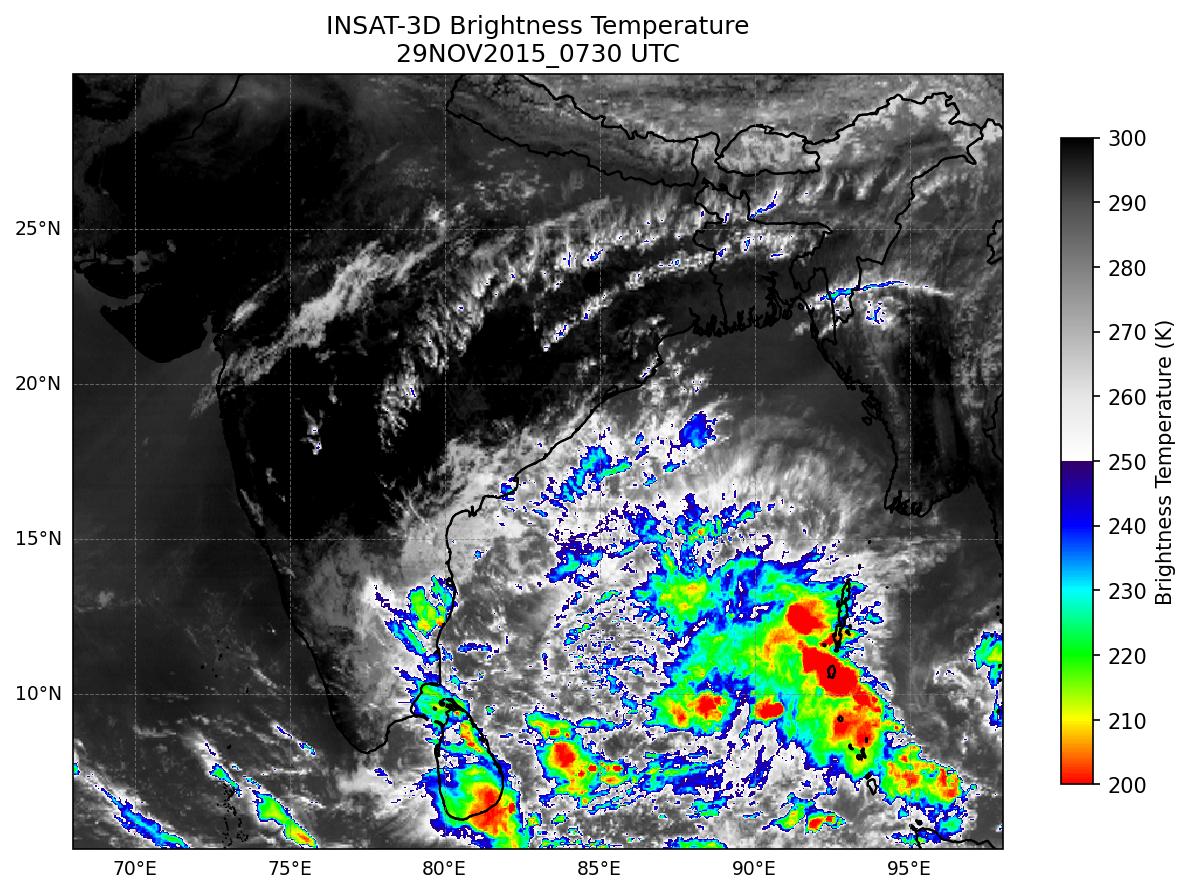 INSAT-3D Brightness Temperature
29NOV2015_0730 UTC
25°N
20°N
15°N
10°N
70°E
75°E
80°E
85°E
90°E
95°E
300
290
280
270
260
250
240
230
220
210
200
Brightness Temperature (K)